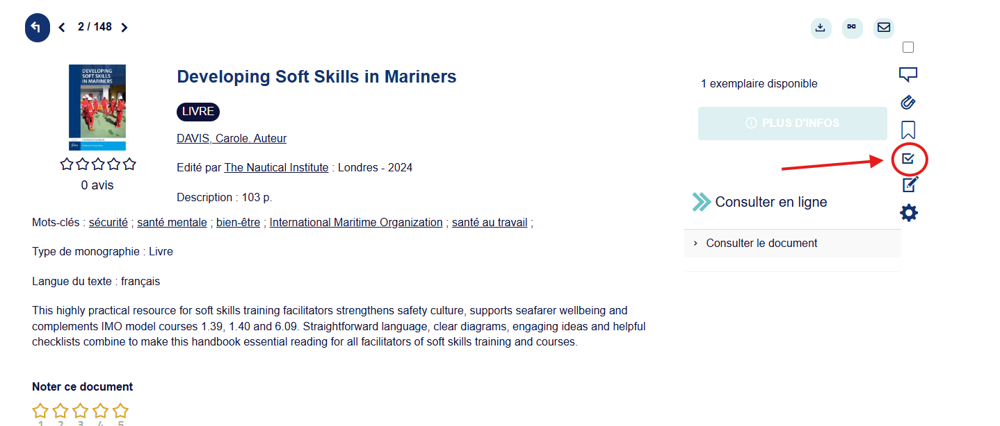 2 / 148
DEVELOPING
SOFT SKILLS
IN MARINERS
Developing Soft Skills in Mariners
LIVRE
DAVIS, Carole. Auteur
Edité par The Nautical Institute : Londres - 2024
0 avis
Description : 103 p.
1 exemplaire disponible
PLUS D'INFOS
Consulter en ligne
Consulter le document
Mots-clés : sécurité ; santé mentale ; bien-être ; International Maritime Organization ; santé au travail ;
Type de monographie : Livre
Langue du texte : français
This highly practical resource for soft skills training facilitators strengthens safety culture, supports seafarer wellbeing and
complements IMO model courses 1.39, 1.40 and 6.09. Straightforward language, clear diagrams, engaging ideas and helpful
checklists combine to make this handbook essential reading for all facilitators of soft skills training and courses.
Noter ce document
1 2 3 4 5